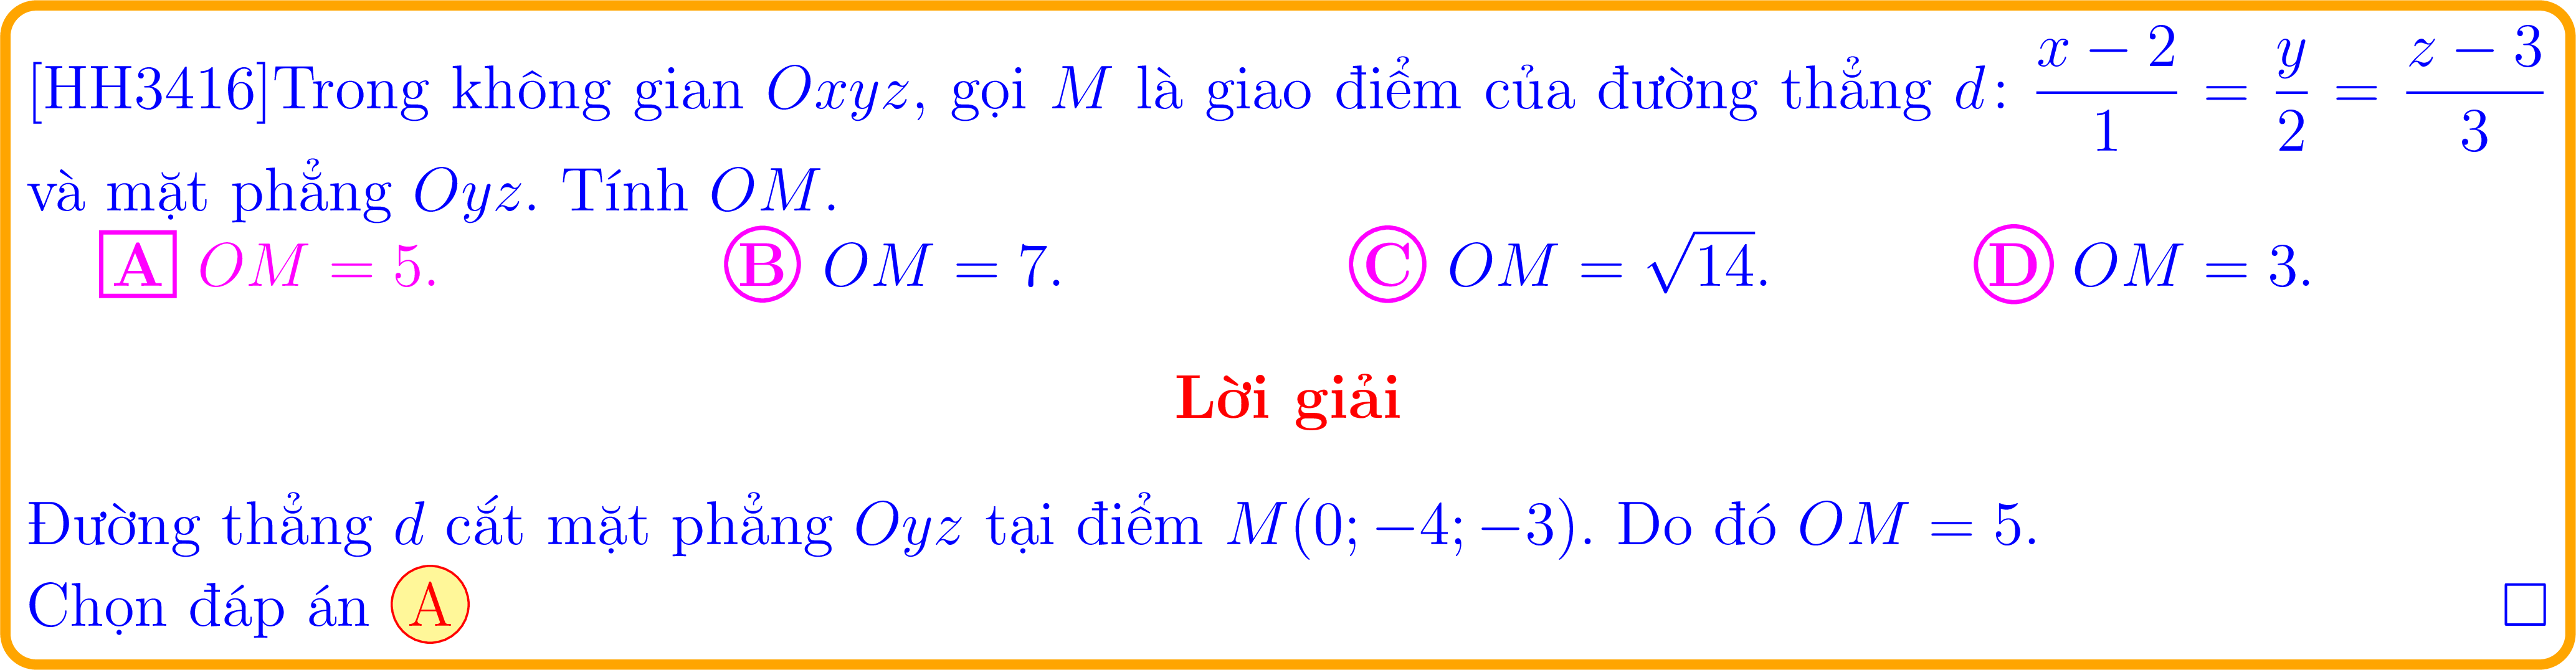 [HH3416]Trong không gian Oxyz, gọi M là giao điểm của đường thẳng d: \frac{x − 2}{1} = \frac{y}{2} = \frac{z − 3}{3}
và mặt phẳng Oyz. Tính OM.
A OM = 5. B OM = 7. C OM = √14. D OM = 3.
Lời giải
Đường thẳng d cắt mặt phẳng Oyz tại điểm M(0; −4; −3). Do đó OM = 5.
Chọn đáp án A □